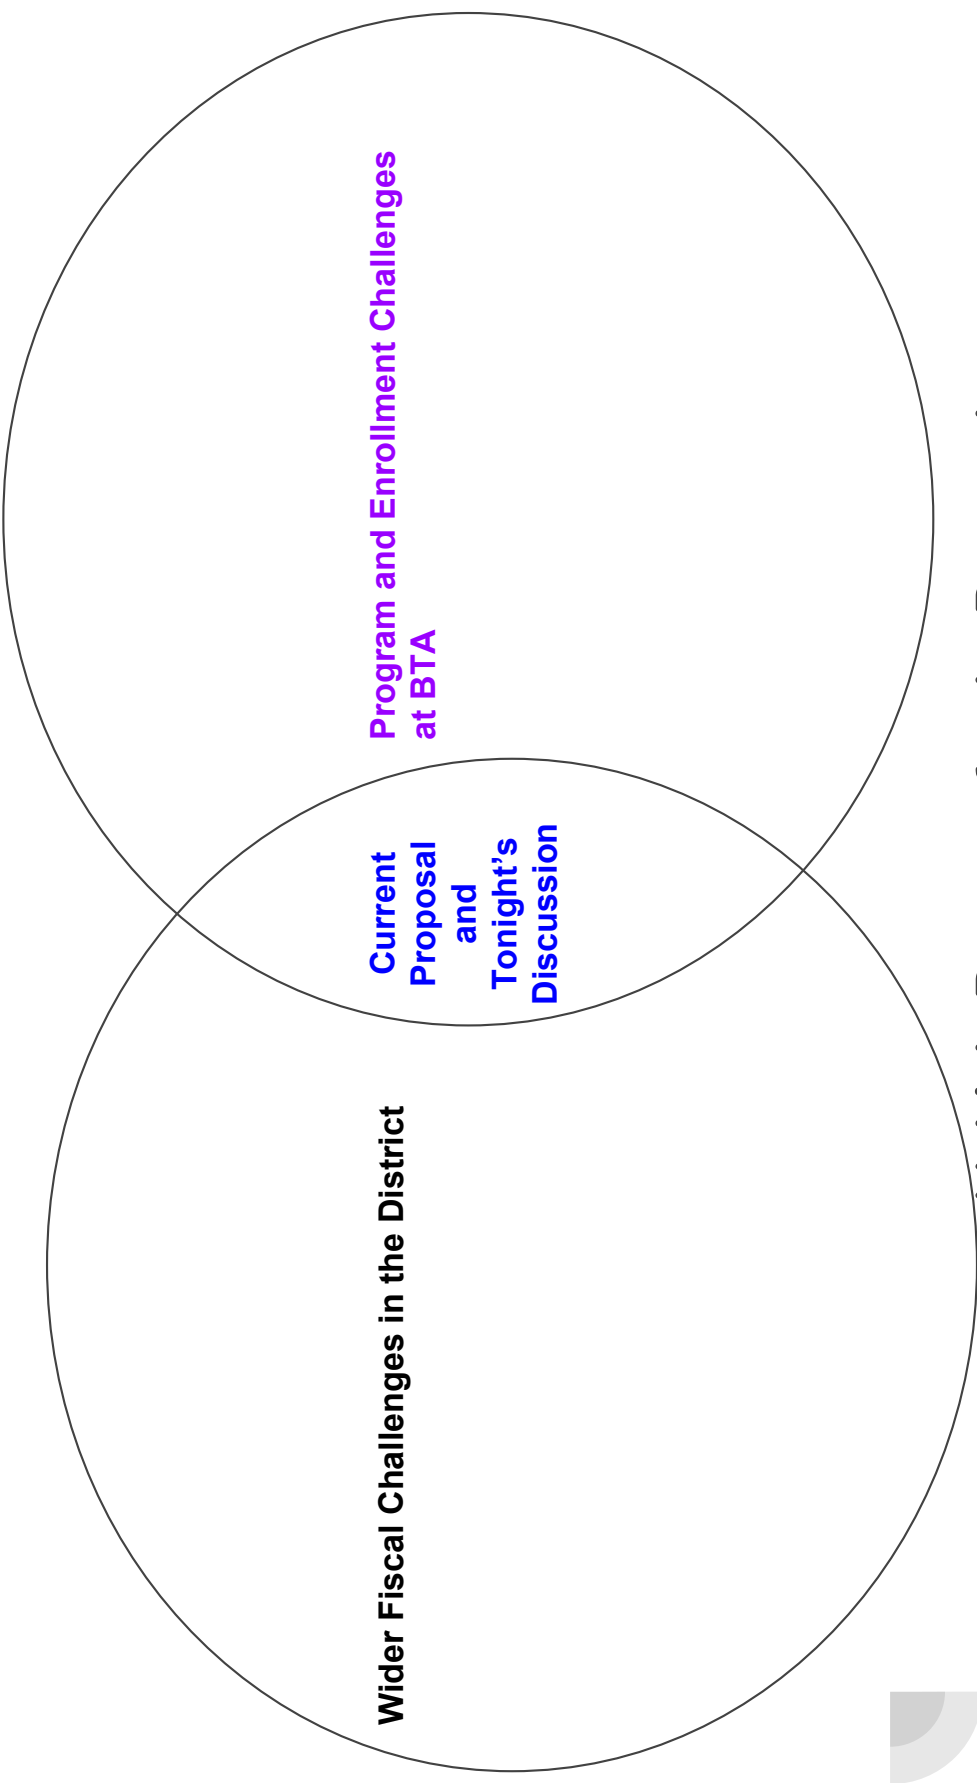 Wider Fiscal Challenges in the District
Current
Proposal
and
Tonight’s
Discussion
Program and Enrollment Challenges
at BTA